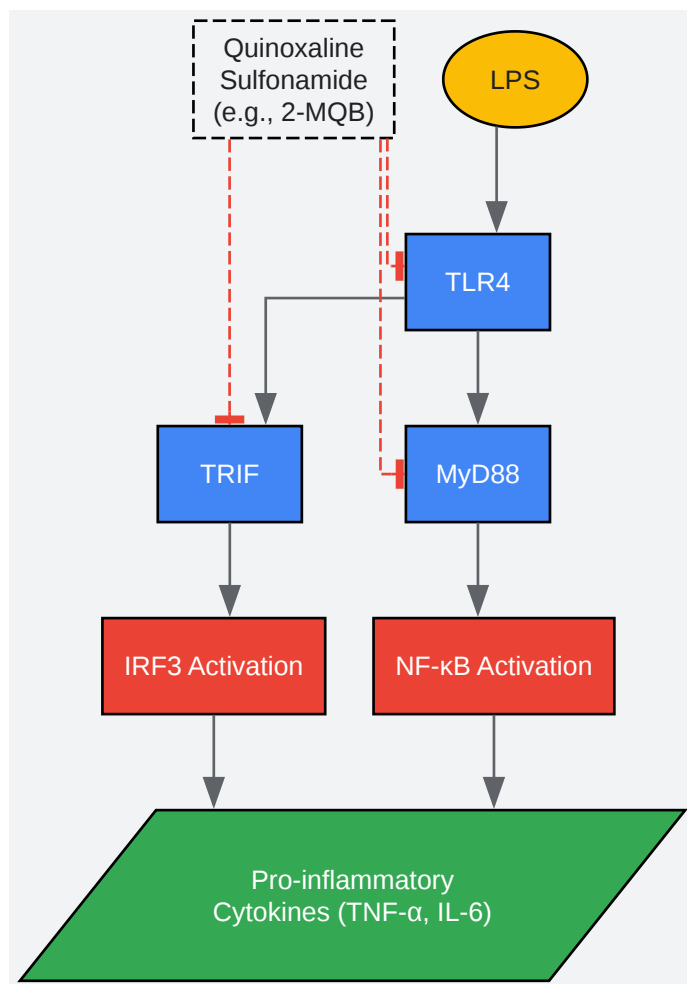 Quinoxaline
Sulfonamide
(e.g., 2-MQB)
LPS
TLR4
TRIF
MyD88
IRF3 Activation
NF-κB Activation
Pro-inflammatory
Cytokines (TNF-α, IL-6)